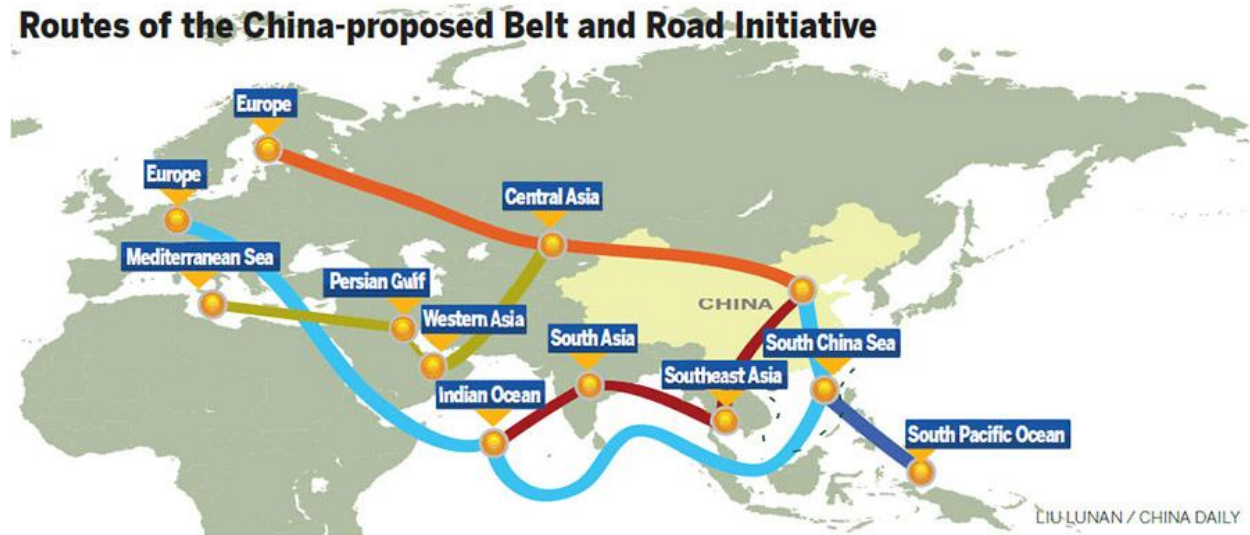 Routes of the China-proposed Belt and Road Initiative
Europe
Europe
Central Asia
Mediterranean Sea
Persian Gulf
CHINA
Western Asia
South Asia
South China Sea
Southeast Asia
Indian Ocean
South Pacific Ocean
LIU LUNAN / CHINA DAILY